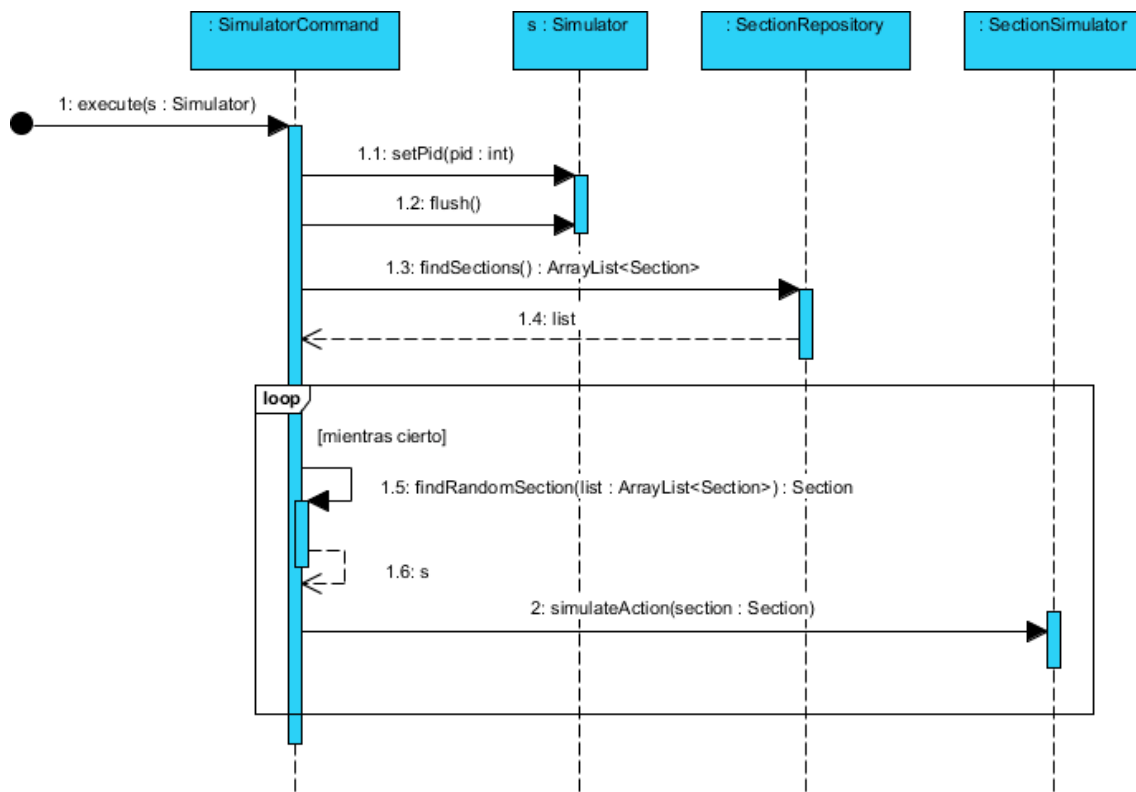 : SimulatorCommand
s : Simulator
: SectionRepository
: SectionSimulator
1: execute(s : Simulator)
1.1: setPid(pid : int)
1.2: flush()
1.3: findSections() : ArrayList<Section>
1.4: list
loop
[mientras cierto]
1.5: findRandomSection(list : ArrayList<Section>) : Section
1.6: s
2: simulateAction(section : Section)